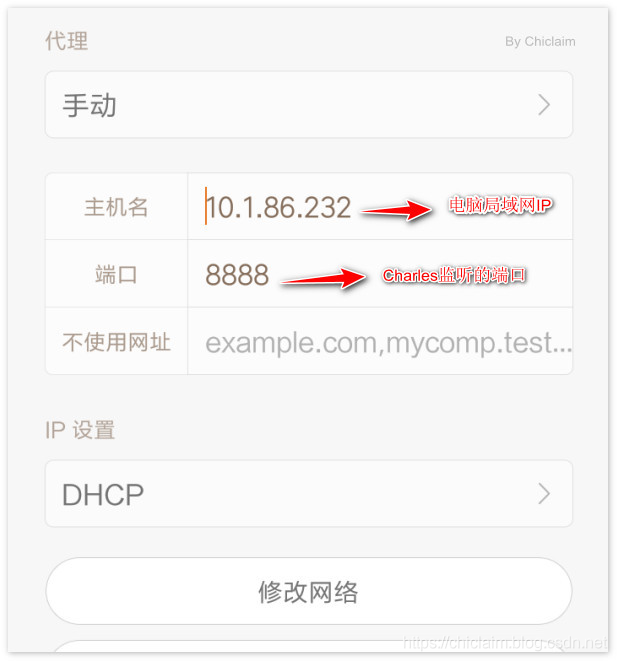 代理
By Chiclaim
手动
主机名 10.1.86.232 电脑局域网IP
端口 8888 Charles监听的端口
不使用网址 example.com,mycomp.test...
IP 设置
DHCP
修改网络
https://chiclaim.blog.csdn.net